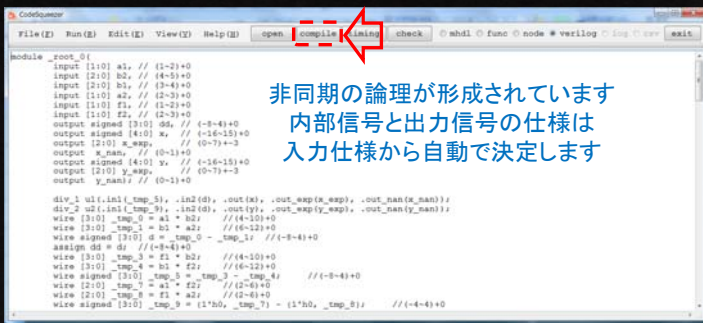 CodeSqueezer
File(F) Run(R) Edit(E) View(V) Help(H) open compile timing check mhdl func node verilog log csv exit
module _root_0(
input [1:0] a1, // (1~2)+0
input [2:0] b2, // (4~5)+0
input [2:0] b1, // (3~4)+0
input [1:0] a2, // (2~3)+0
input [1:0] f1, // (1~2)+0
input [1:0] f2, // (2~3)+0
output signed [3:0] dd, // (-8~4)+0
output signed [4:0] x, // (-16~15)+0
output [2:0] x_exp, // (0~7)+-3
output x_nan, // (0~1)+0
output signed [4:0] y, // (-16~15)+0
output [2:0] y_exp, // (0~7)+-3
output y_nan); // (0~1)+0
非同期の論理が形成されています
内部信号と出力信号の仕様は
入力仕様から自動で決定します
div_1 u1(.in1(_tmp_5), .in2(d), .out(x), .out_exp(x_exp), .out_nan(x_nan));
div_2 u2(.in1(_tmp_9), .in2(d), .out(y), .out_exp(y_exp), .out_nan(y_nan));
wire [3:0] _tmp_0 = a1 * b2; //(4~10)+0
wire [3:0] _tmp_1 = b1 * a2; //(6~12)+0
wire signed [3:0] d = _tmp_0 - _tmp_1; //(-8~4)+0
assign dd = d; //(-8~4)+0
wire [3:0] _tmp_3 = f1 * b2; //(4~10)+0
wire [3:0] _tmp_4 = b1 * f2; //(6~12)+0
wire signed [3:0] _tmp_5 = _tmp_3 - _tmp_4; //(-8~4)+0
wire [2:0] _tmp_7 = a1 * f2; //(2~6)+0
wire [2:0] _tmp_8 = f1 * a2; //(2~6)+0
wire signed [3:0] _tmp_9 = (1'h0, _tmp_7) - (1'h0, _tmp_8); //(-4~4)+0